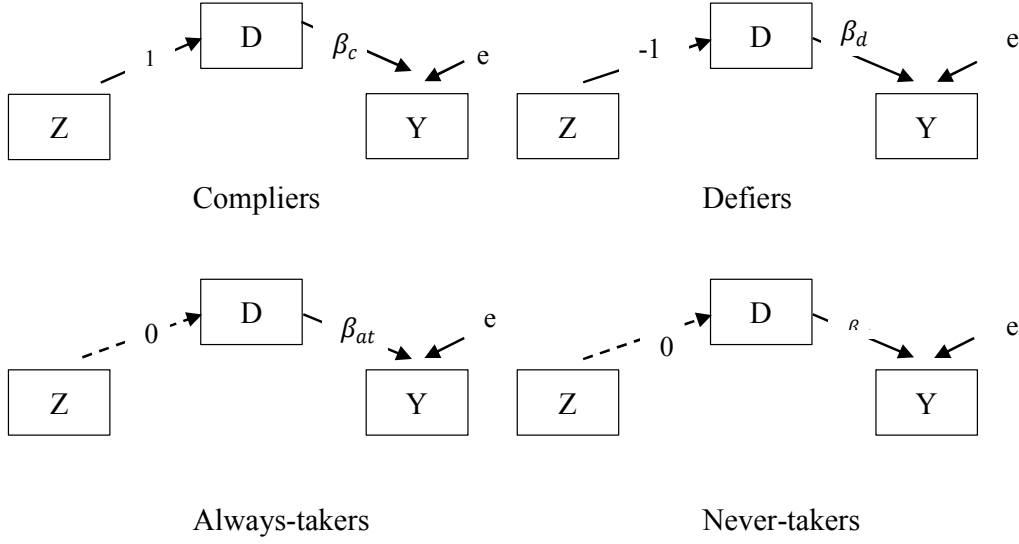 D
1
β_c
e
Z
Y
Compliers
D
-1
β_d
e
Z
Y
Defiers
D
0
β_at
e
Z
Y
Always-takers
D
0
e
Z
Y
Never-takers